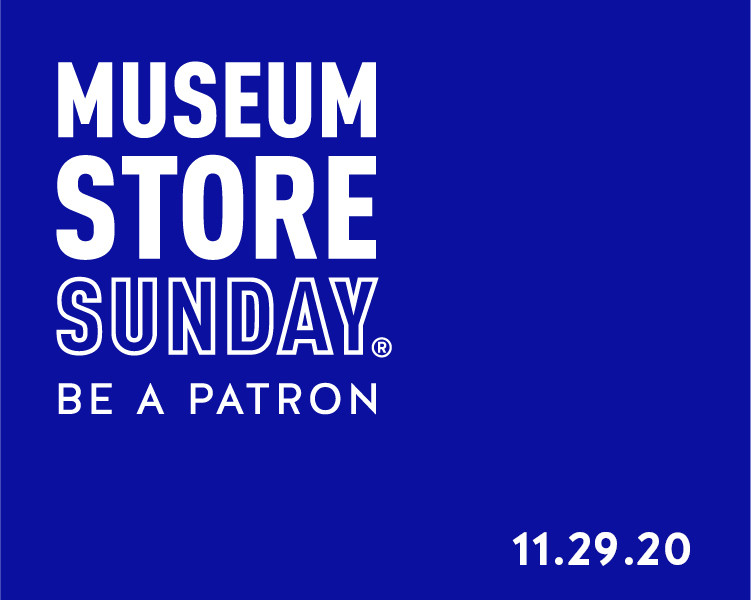 MUSEUM
STORE
SUNDAY®
BE A PATRON
11.29.20